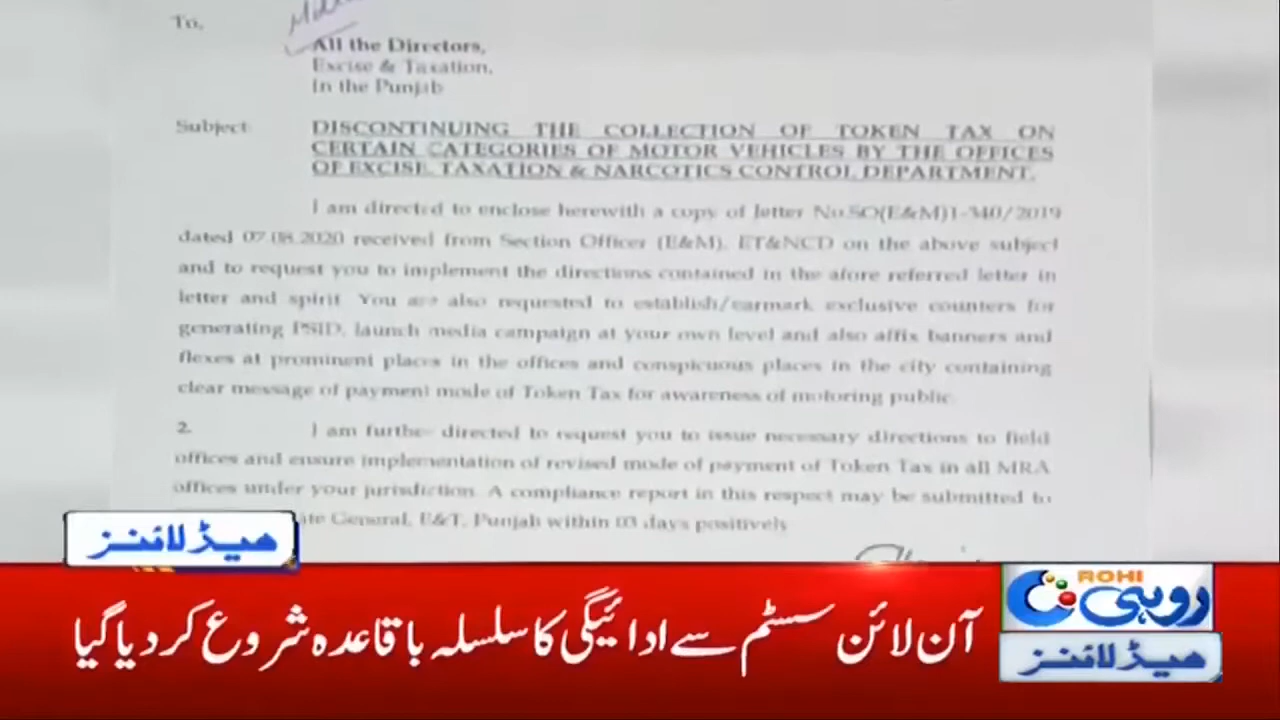 To,
All the Directors,
Excise & Taxation,
In the Punjab
Subject
DISCONTINUING THE COLLECTION OF TOKEN TAX ON
CERTAIN CATEGORIES OF MOTOR VEHICLES BY THE OFFICES
OF EXCISE, TAXATION & NARCOTICS CONTROL DEPARTMENT.
I am directed to enclose herewith a copy of letter No.SO(E&M)1-340/2019
dated 07.08.2020 received from Section Officer (E&M), ET&NCD on the above subject
and to request you to implement the directions contained in the afore referred letter in
letter and spirit. You are also requested to establish/earmark exclusive counters for
generating PSID, launch media campaign at your own level and also affix banners and
flexes at prominent places in the offices and conspicuous places in the city containing
clear message of payment mode of Token Tax for awareness of motoring public.
2. I am further directed to request you to issue necessary directions to field
offices and ensure implementation of revised mode of payment of Token Tax in all MRA
offices under your jurisdiction. A compliance report in this respect may be submitted to
General, E&T, Punjab within 03 days positively
ہیڈلائنز
آن لائن سسٹم سے ادائیگی کا سلسلہ باقاعدہ شروع کر دیا گیا
ROHI
روہی
ہیڈلائنز